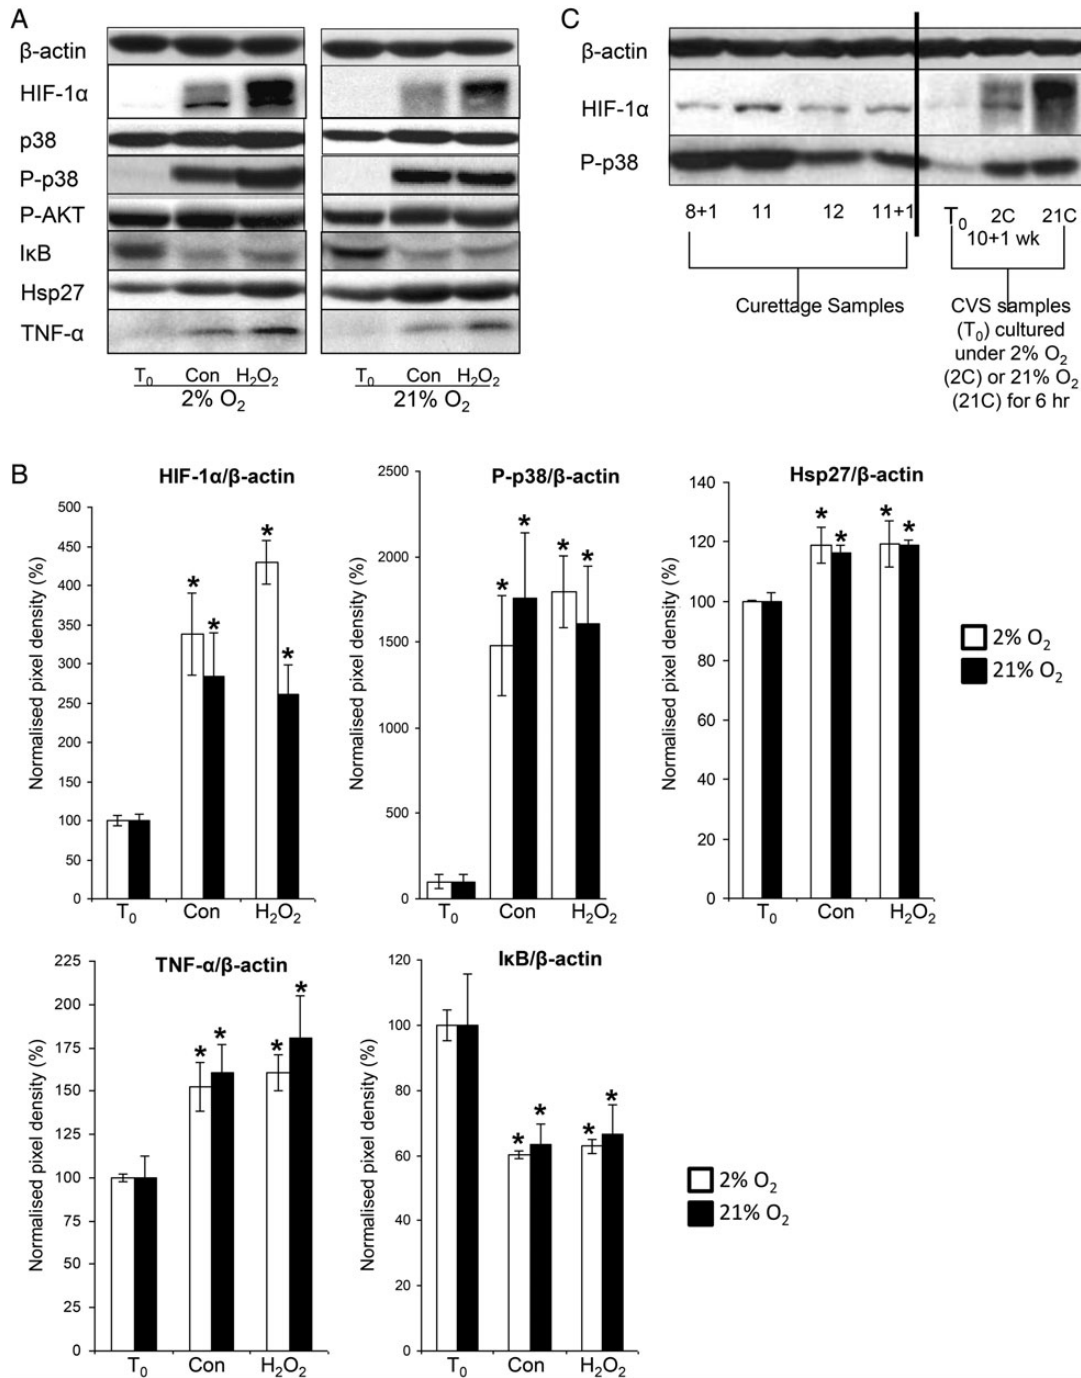 A
β-actin
HIF-1α
p38
P-p38
P-AKT
IκB
Hsp27
TNF-α
T₀ Con H₂O₂
2% O₂
T₀ Con H₂O₂
21% O₂
C
β-actin
HIF-1α
P-p38
8+1 11 12 11+1
T₀ 2C 21C
10+1 wk
Curettage Samples
CVS samples
(T₀) cultured
under 2% O₂
(2C) or 21% O₂
(21C) for 6 hr
B
HIF-1α/β-actin
Normalised pixel density (%)
500
450
400
350
300
250
200
150
100
50
0
T₀ Con H₂O₂
* * * *
P-p38/β-actin
Normalised pixel density (%)
2500
2000
1500
1000
500
0
T₀ Con H₂O₂
* * * *
Hsp27/β-actin
Normalised pixel density (%)
140
120
100
80
60
40
20
0
T₀ Con H₂O₂
* * * *
2% O₂
21% O₂
TNF-α/β-actin
Normalised pixel density (%)
225
200
175
150
125
100
75
50
25
0
T₀ Con H₂O₂
* * * *
IκB/β-actin
Normalised pixel density (%)
120
100
80
60
40
20
0
T₀ Con H₂O₂
* * * *
2% O₂
21% O₂